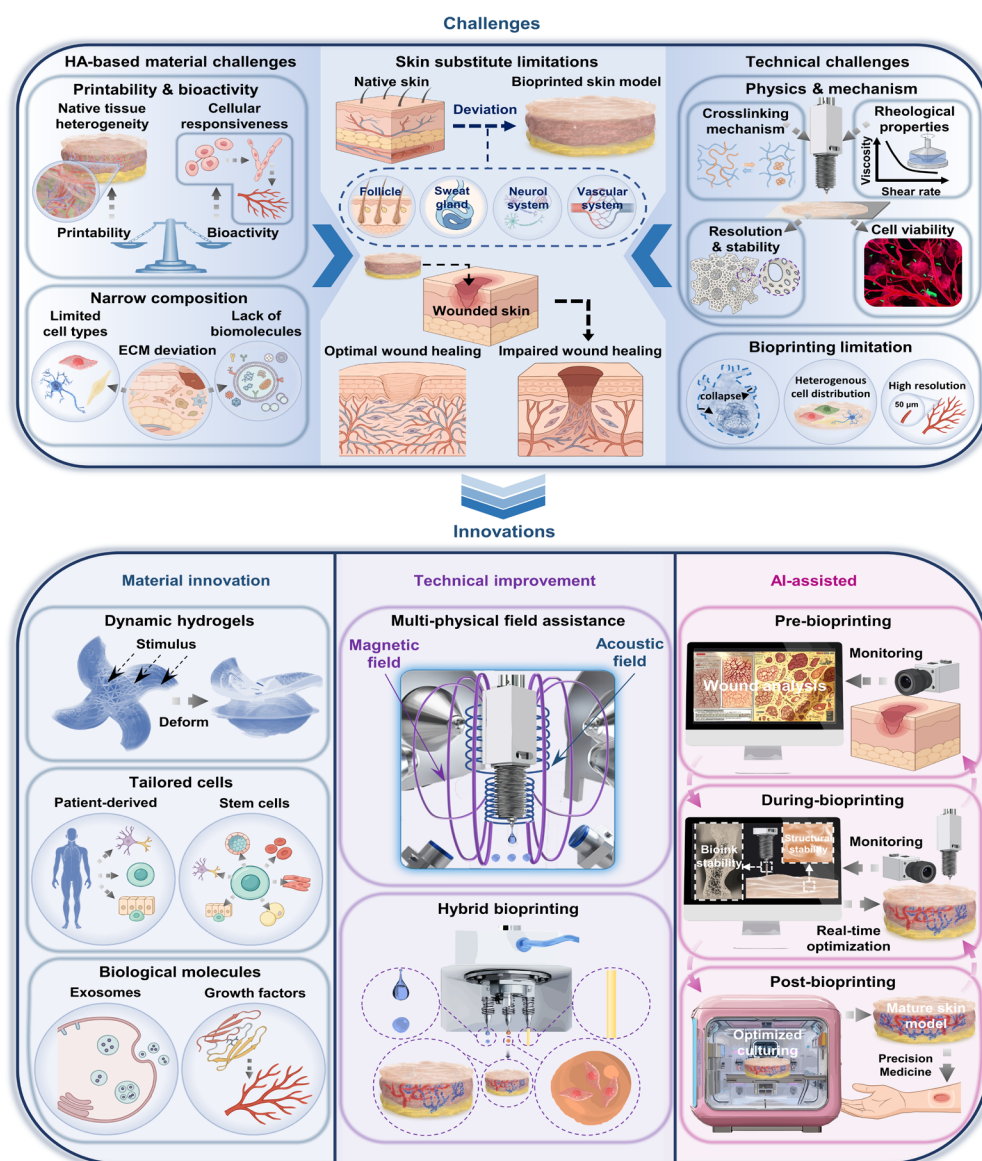 Challenges
HA-based material challenges
Printability & bioactivity
Native tissue
heterogeneity
Cellular
responsiveness
Printability
Bioactivity
Narrow composition
Limited
cell types
ECM deviation
Lack of
biomolecules
Skin substitute limitations
Native skin
Bioprinted skin model
Deviation
Follicle
Sweat
gland
Neurol
system
Vascular
system
Wounded skin
Optimal wound healing
Impaired wound healing
Technical challenges
Physics & mechanism
Crosslinking
mechanism
Rheological
properties
Viscosity
Shear rate
Resolution
& stability
Cell viability
Bioprinting limitation
collapse
Heterogenous
cell distribution
High resolution
50 μm
Innovations
Material innovation
Dynamic hydrogels
Stimulus
Deform
Tailored cells
Patient-derived
Stem cells
Biological molecules
Exosomes
Growth factors
Technical improvement
Multi-physical field assistance
Magnetic
field
Acoustic
field
Hybrid bioprinting
AI-assisted
Pre-bioprinting
Wound analysis
Monitoring
During-bioprinting
Bioink
stability
Structural
stability
Monitoring
Real-time
optimization
Post-bioprinting
Optimized
culturing
Mature skin
model
Precision
Medicine